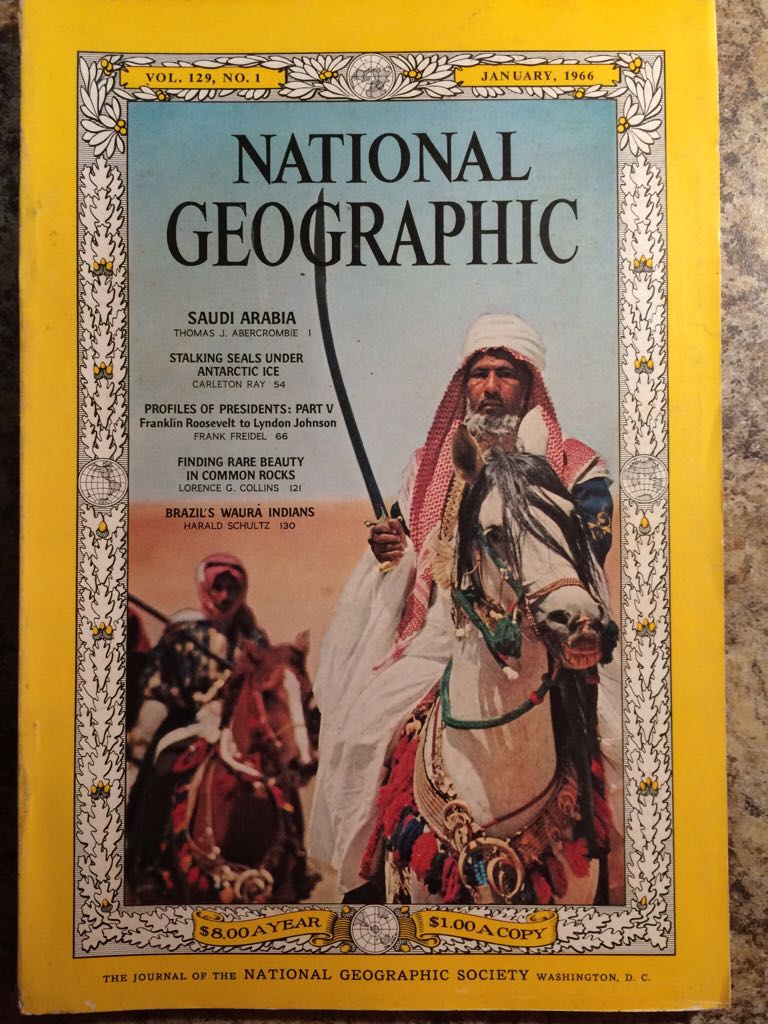 VOL. 129, NO. 1
JANUARY, 1966
NATIONAL
GEOGRAPHIC
SAUDI ARABIA
THOMAS J. ABERCROMBIE 1
STALKING SEALS UNDER
ANTARCTIC ICE
CARLETON RAY 54
PROFILES OF PRESIDENTS: PART V
Franklin Roosevelt to Lyndon Johnson
FRANK FREIDEL 66
FINDING RARE BEAUTY
IN COMMON ROCKS
LORENCE G. COLLINS 121
BRAZIL'S WAURÁ INDIANS
HARALD SCHULTZ 130
$8.00 A YEAR
$1.00 A COPY
THE JOURNAL OF THE NATIONAL GEOGRAPHIC SOCIETY WASHINGTON, D. C.